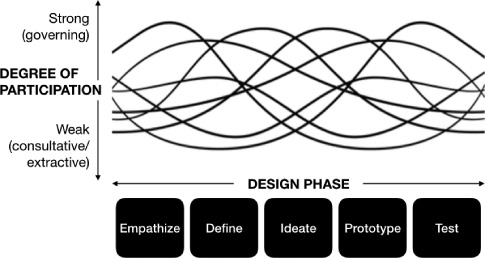 Strong
(governing)
DEGREE OF
PARTICIPATION
Weak
(consultative/
extractive)
DESIGN PHASE
Empathize
Define
Ideate
Prototype
Test